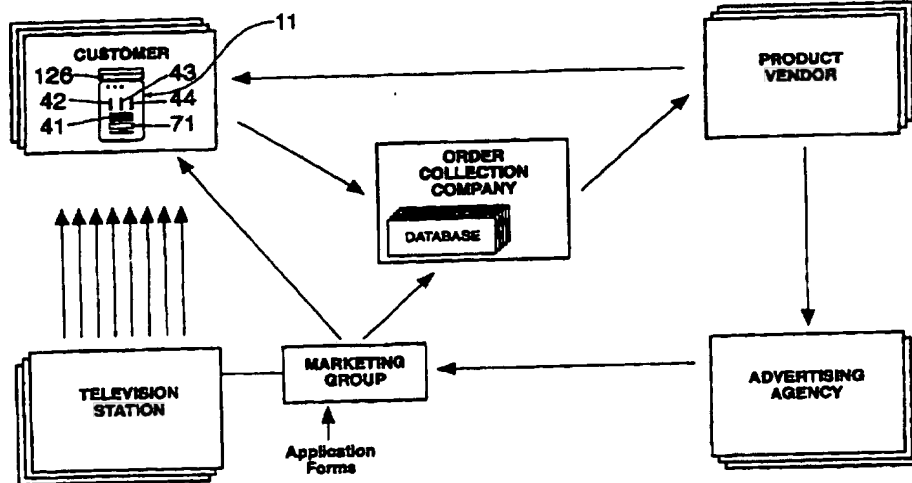 11
CUSTOMER
126
43
42
44
41
71
PRODUCT
VENDOR
ORDER
COLLECTION
COMPANY
DATABASE
TELEVISION
STATION
MARKETING
GROUP
ADVERTISING
AGENCY
Application
Forms